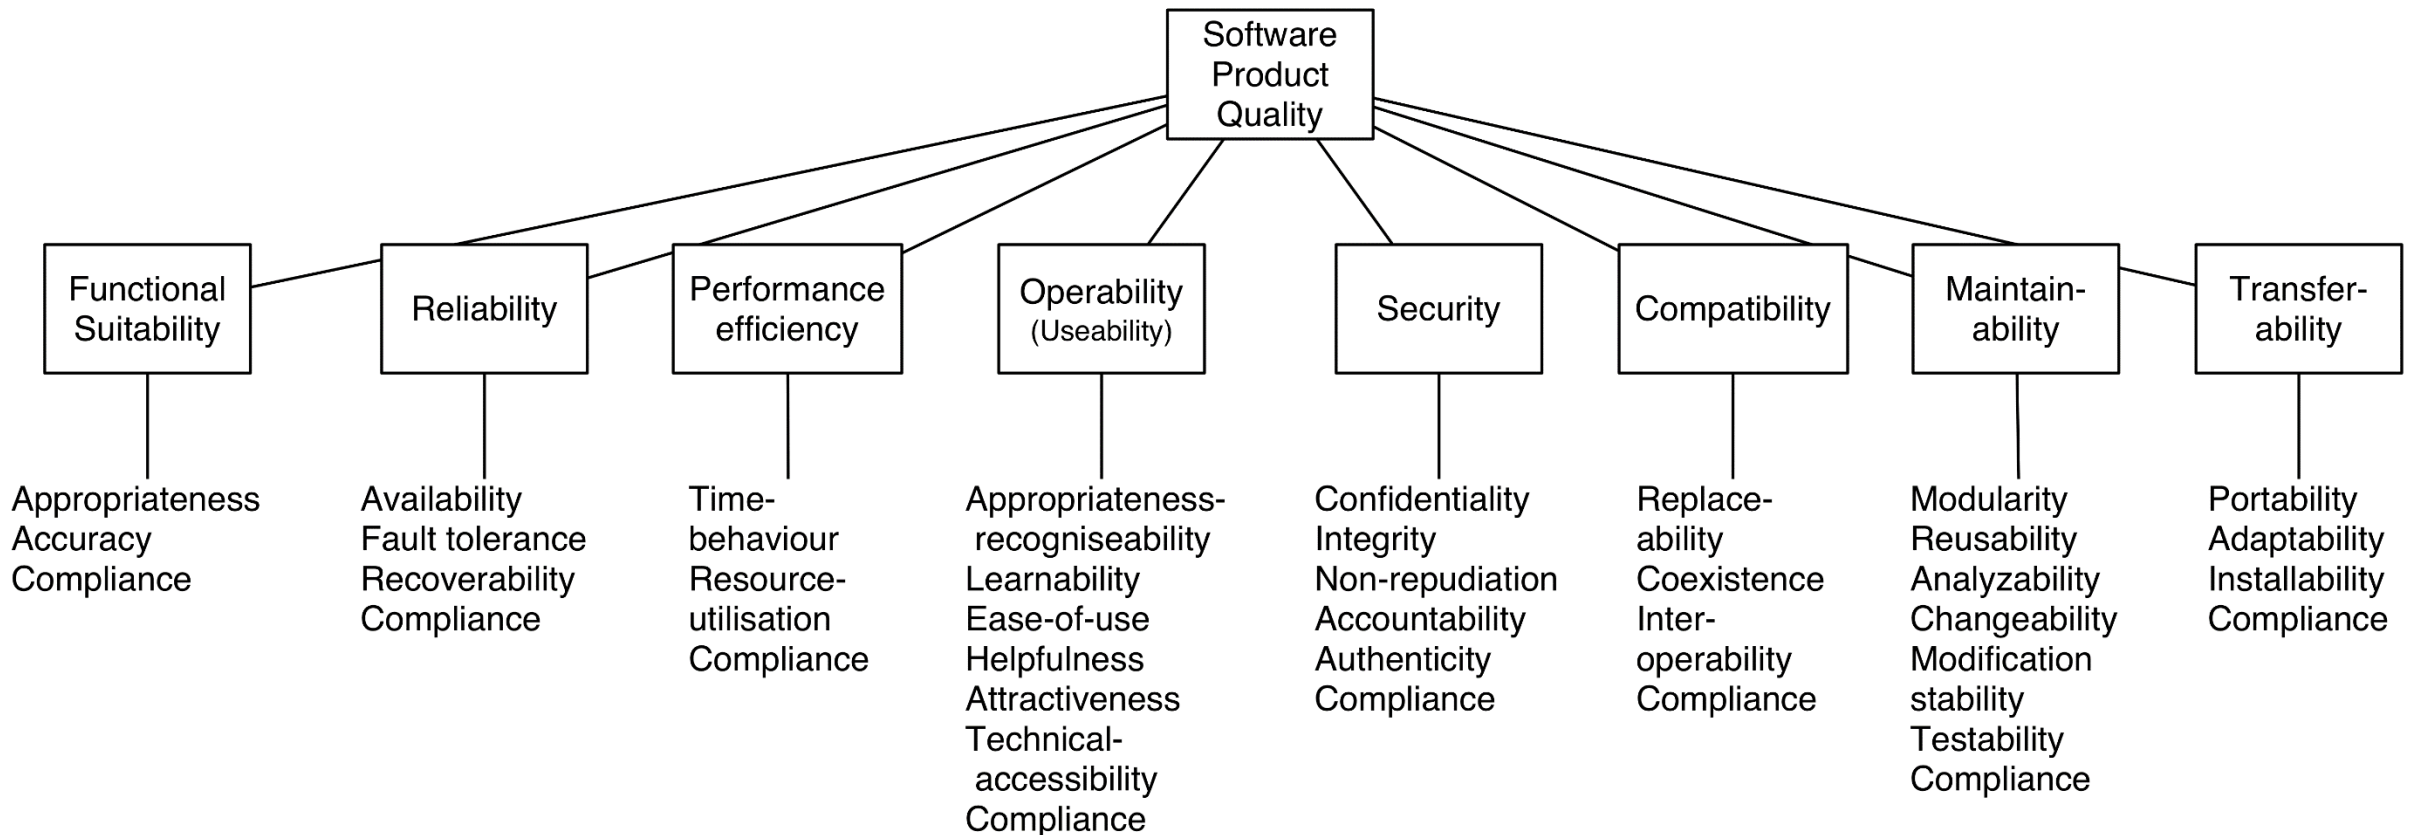 Software
Product
Quality
Functional
Suitability
Reliability
Performance
efficiency
Operability
(Useability)
Security
Compatibility
Maintain-
ability
Transfer-
ability
Appropriateness
Accuracy
Compliance
Availability
Fault tolerance
Recoverability
Compliance
Time-
behaviour
Resource-
utilisation
Compliance
Appropriateness-
recogniseability
Learnability
Ease-of-use
Helpfulness
Attractiveness
Technical-
accessibility
Compliance
Confidentiality
Integrity
Non-repudiation
Accountability
Authenticity
Compliance
Replace-
ability
Coexistence
Inter-
operability
Compliance
Modularity
Reusability
Analyzability
Changeability
Modification
stability
Testability
Compliance
Portability
Adaptability
Installability
Compliance